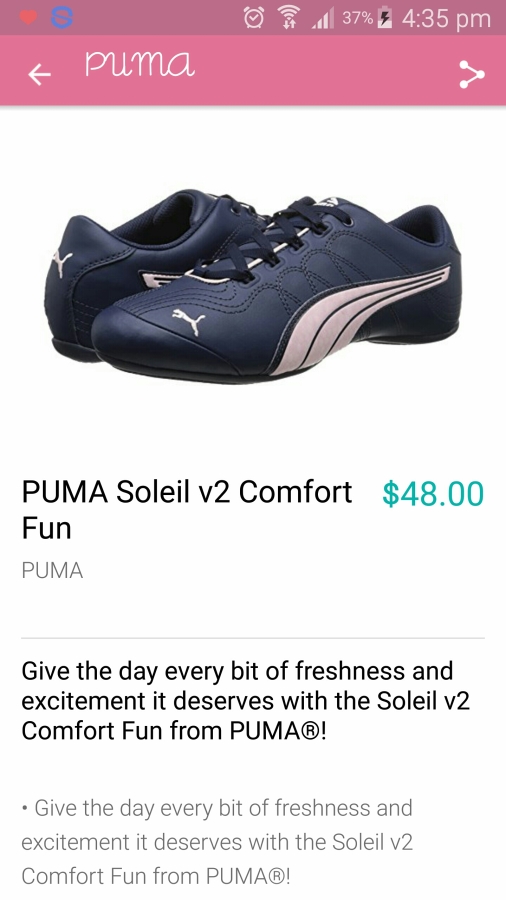 37% 4:35 pm
puma
PUMA Soleil v2 Comfort Fun $48.00
PUMA
Give the day every bit of freshness and
excitement it deserves with the Soleil v2
Comfort Fun from PUMA®!
• Give the day every bit of freshness and
excitement it deserves with the Soleil v2
Comfort Fun from PUMA®!